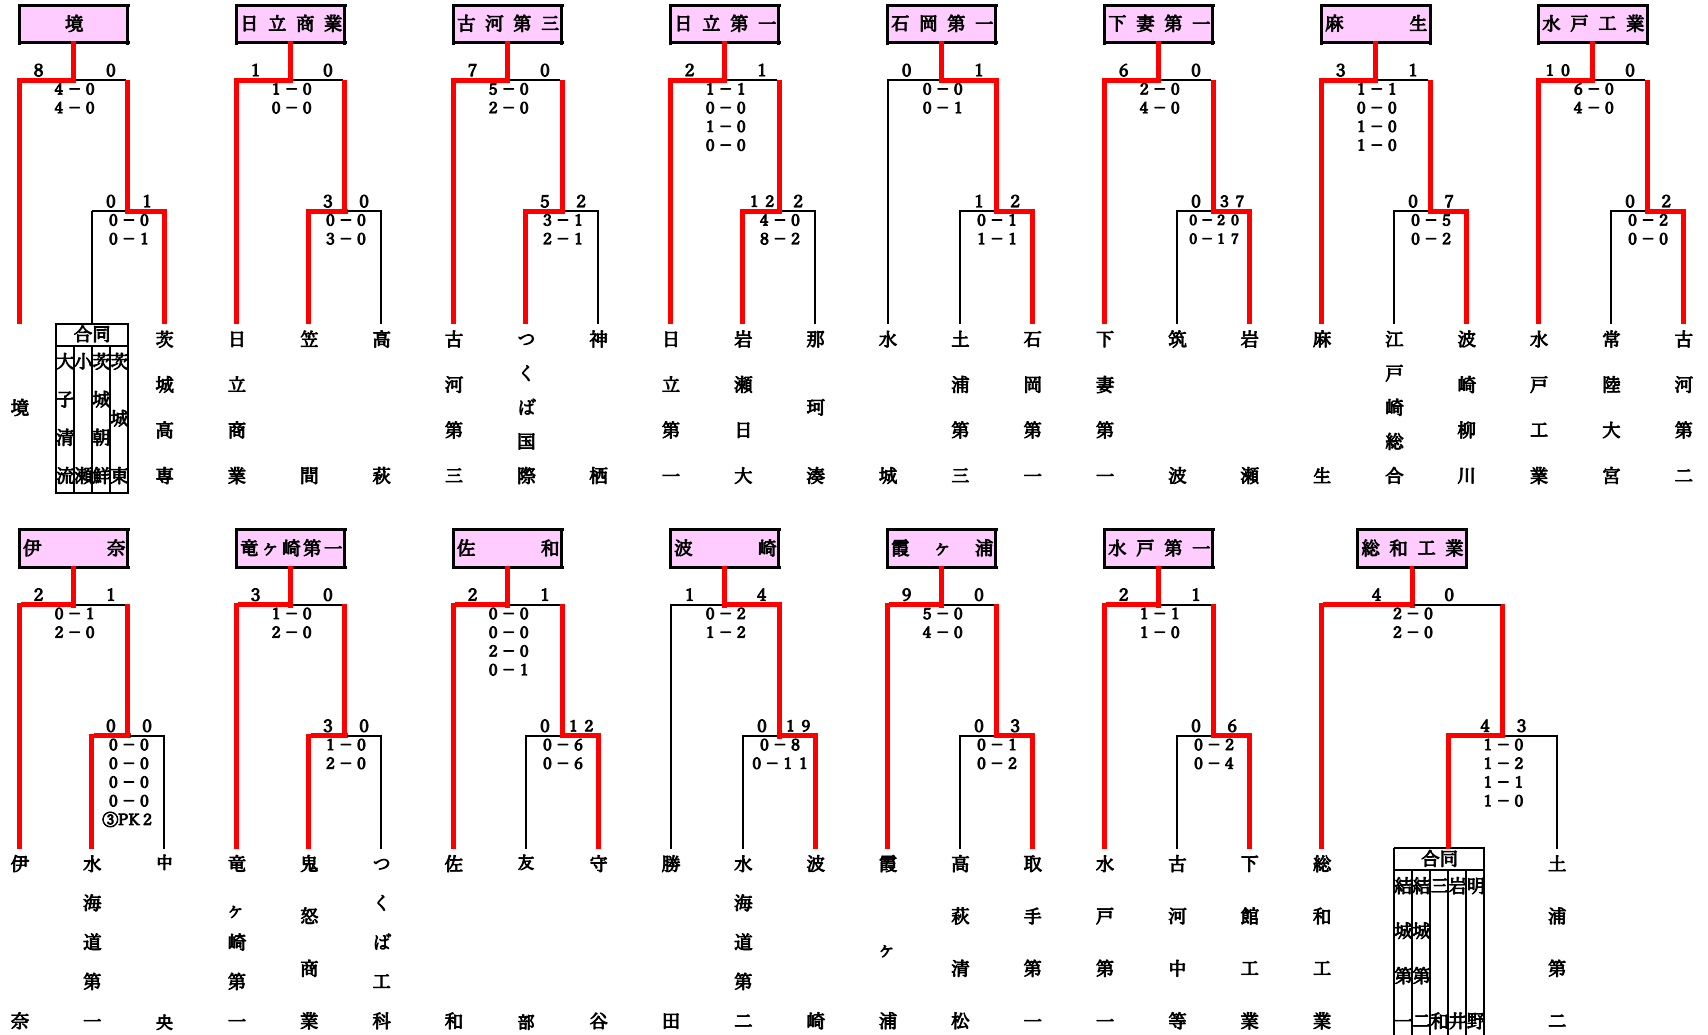 境 日立商業 古河第三 日立第一 石岡第一 下妻第一 麻生 水戸工業
8 0 1 0 7 0 2 1 0 1 6 0 3 1 10 0
4-0 1-0 5-0 1-1 0-0 2-0 1-1 6-0
4-0 0-0 2-0 0-0 0-1 4-0 0-0 4-0
1-0 1-0
0-0 1-0
0 1 3 0 5 2 12 2 1 2 0 37 0 7 0 2
0-0 0-0 3-1 4-0 0-1 0-20 0-5 0-2
0-1 3-0 2-1 8-2 1-1 0-17 0-2 0-0
合同
境
大子清流
小瀬
茨城朝鮮
茨城東
茨城高専
日立商業
笠間
高萩
古河第三
つくば国際
神栖
日立第一
岩瀬日大
那珂湊
水城
土浦第三
石岡第一
下妻第一
筑波
岩瀬
麻生
江戸崎総合
波崎柳川
水戸工業
常陸大宮
古河第二
伊奈 竜ヶ崎第一 佐和 波崎 霞ヶ浦 水戸第一 総和工業
2 1 3 0 2 1 1 4 9 0 2 1 4 0
0-1 1-0 0-0 0-2 5-0 1-1 2-0
2-0 2-0 0-0 1-2 4-0 1-0 2-0
2-0
0-1
0 0 3 0 0 12 0 19 0 3 0 6 4 3
0-0 1-0 0-6 0-8 0-1 0-2 1-0
0-0 2-0 0-6 0-11 0-2 0-4 1-2
0-0 1-1
0-0 1-0
③PK2
合同
伊奈
水海道第一
中央
竜ヶ崎第一
鬼怒商業
つくば工科
佐和
友部
守谷
勝田
水海道第二
波崎
霞ヶ浦
高萩清松
取手第一
水戸第一
古河中等
下館工業
総和工業
結城第一
結城第二
三和
岩井
明野
土浦第二